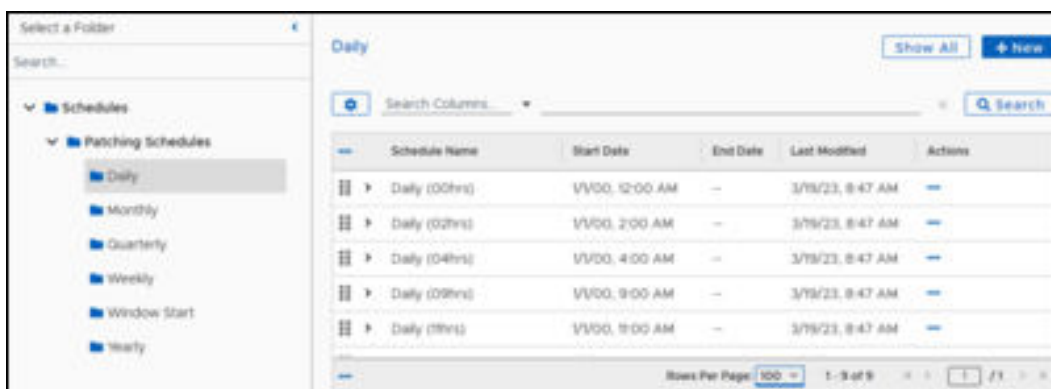 Select a Folder
Search...
Schedules
Patching Schedules
Daily
Monthly
Quarterly
Weekly
Window Start
Yearly
Daily
Show All
+ New
Search Columns...
Search
Schedule Name Start Date End Date Last Modified Actions
Daily (00hrs) 1/1/00, 12:00 AM -- 3/19/23, 8:47 AM
Daily (02hrs) 1/1/00, 2:00 AM -- 3/19/23, 8:47 AM
Daily (04hrs) 1/1/00, 4:00 AM -- 3/19/23, 8:47 AM
Daily (09hrs) 1/1/00, 9:00 AM -- 3/19/23, 8:47 AM
Daily (11hrs) 1/1/00, 11:00 AM -- 3/19/23, 8:47 AM
Rows Per Page: 100 1 - 9 of 9 1 / 1